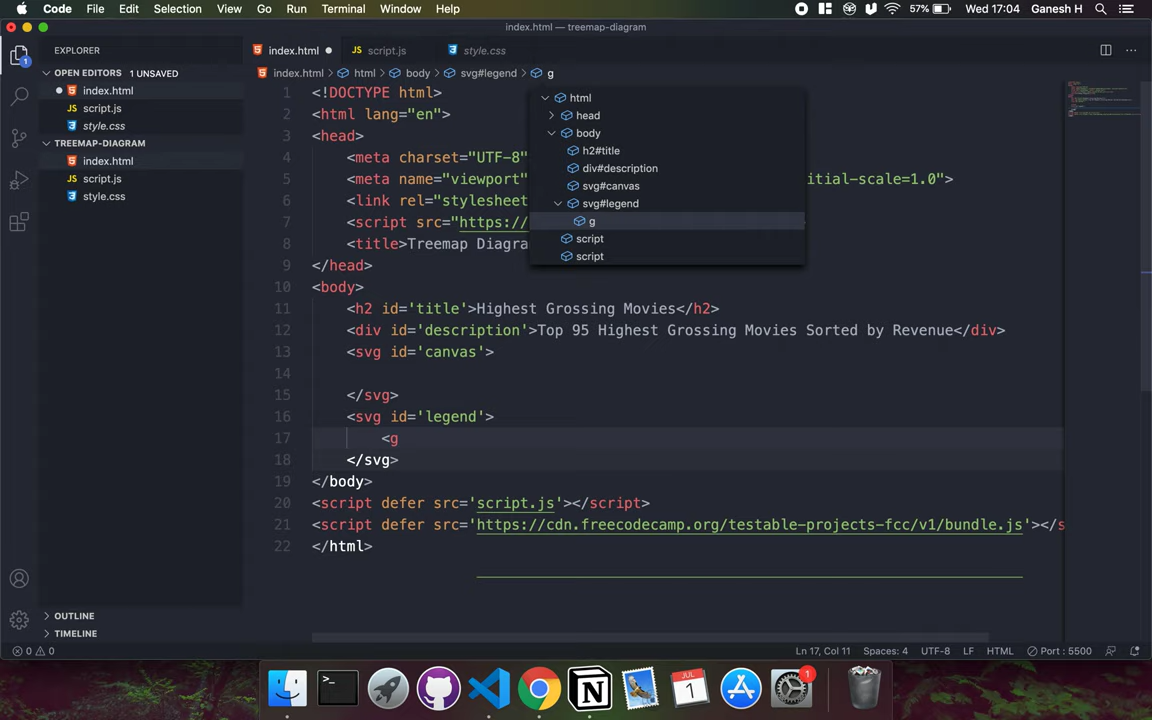 Code File Edit Selection View Go Run Terminal Window Help 57% Wed 17:04 Ganesh H
index.html — treemap-diagram
EXPLORER
index.html
script.js
style.css
index.html > html > body > svg#legend > g
OPEN EDITORS 1 UNSAVED
index.html
script.js
style.css
TREEMAP-DIAGRAM
index.html
script.js
style.css
OUTLINE
TIMELINE
html
head
body
h2#title
div#description
svg#canvas
svg#legend
g
script
script
1 <!DOCTYPE html>
2 <html lang="en">
3 <head>
4 <meta charset="UTF-8"
5 <meta name="viewport" itial-scale=1.0">
6 <link rel="stylesheet
7 <script src="https://
8 <title>Treemap Diagra
9 </head>
10 <body>
11 <h2 id='title'>Highest Grossing Movies</h2>
12 <div id='description'>Top 95 Highest Grossing Movies Sorted by Revenue</div>
13 <svg id='canvas'>
14
15 </svg>
16 <svg id='legend'>
17 <g
18 </svg>
19 </body>
20 <script defer src='script.js'></script>
21 <script defer src='https://cdn.freecodecamp.org/testable-projects-fcc/v1/bundle.js'></s
22 </html>
0 0 Ln 17, Col 11 Spaces: 4 UTF-8 LF HTML Port : 5500
JUL
1
1
1